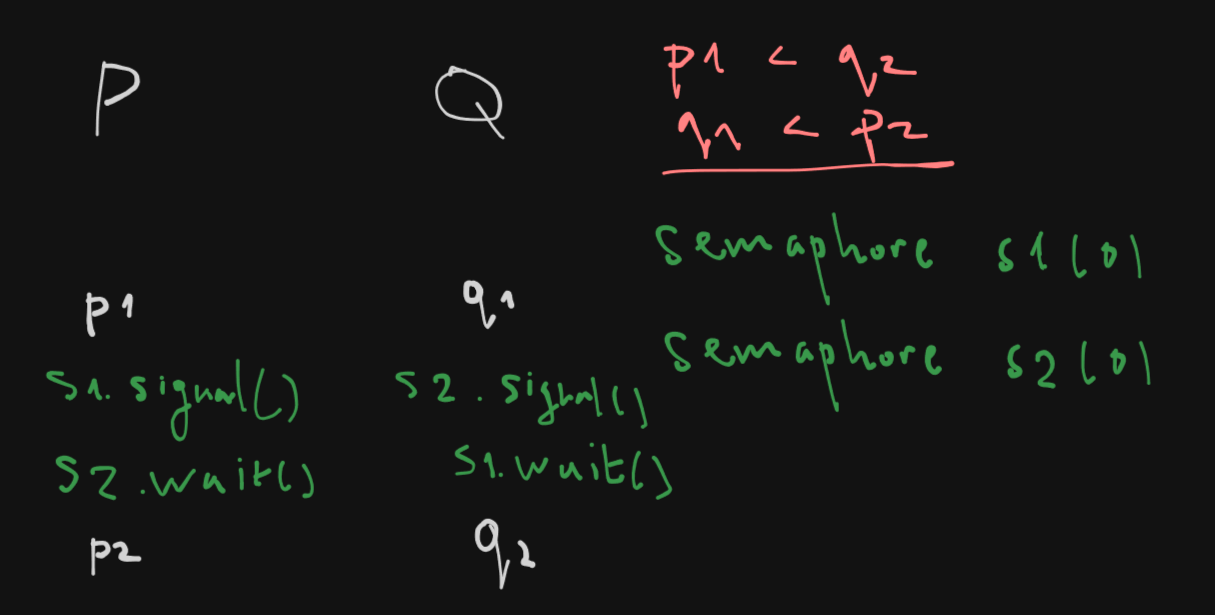 P Q
p1 < q2
q1 < p2
semaphore s1(0)
semaphore s2(0)
p1 q1
s1.signal() s2.signal()
s2.wait() s1.wait()
p2 q2